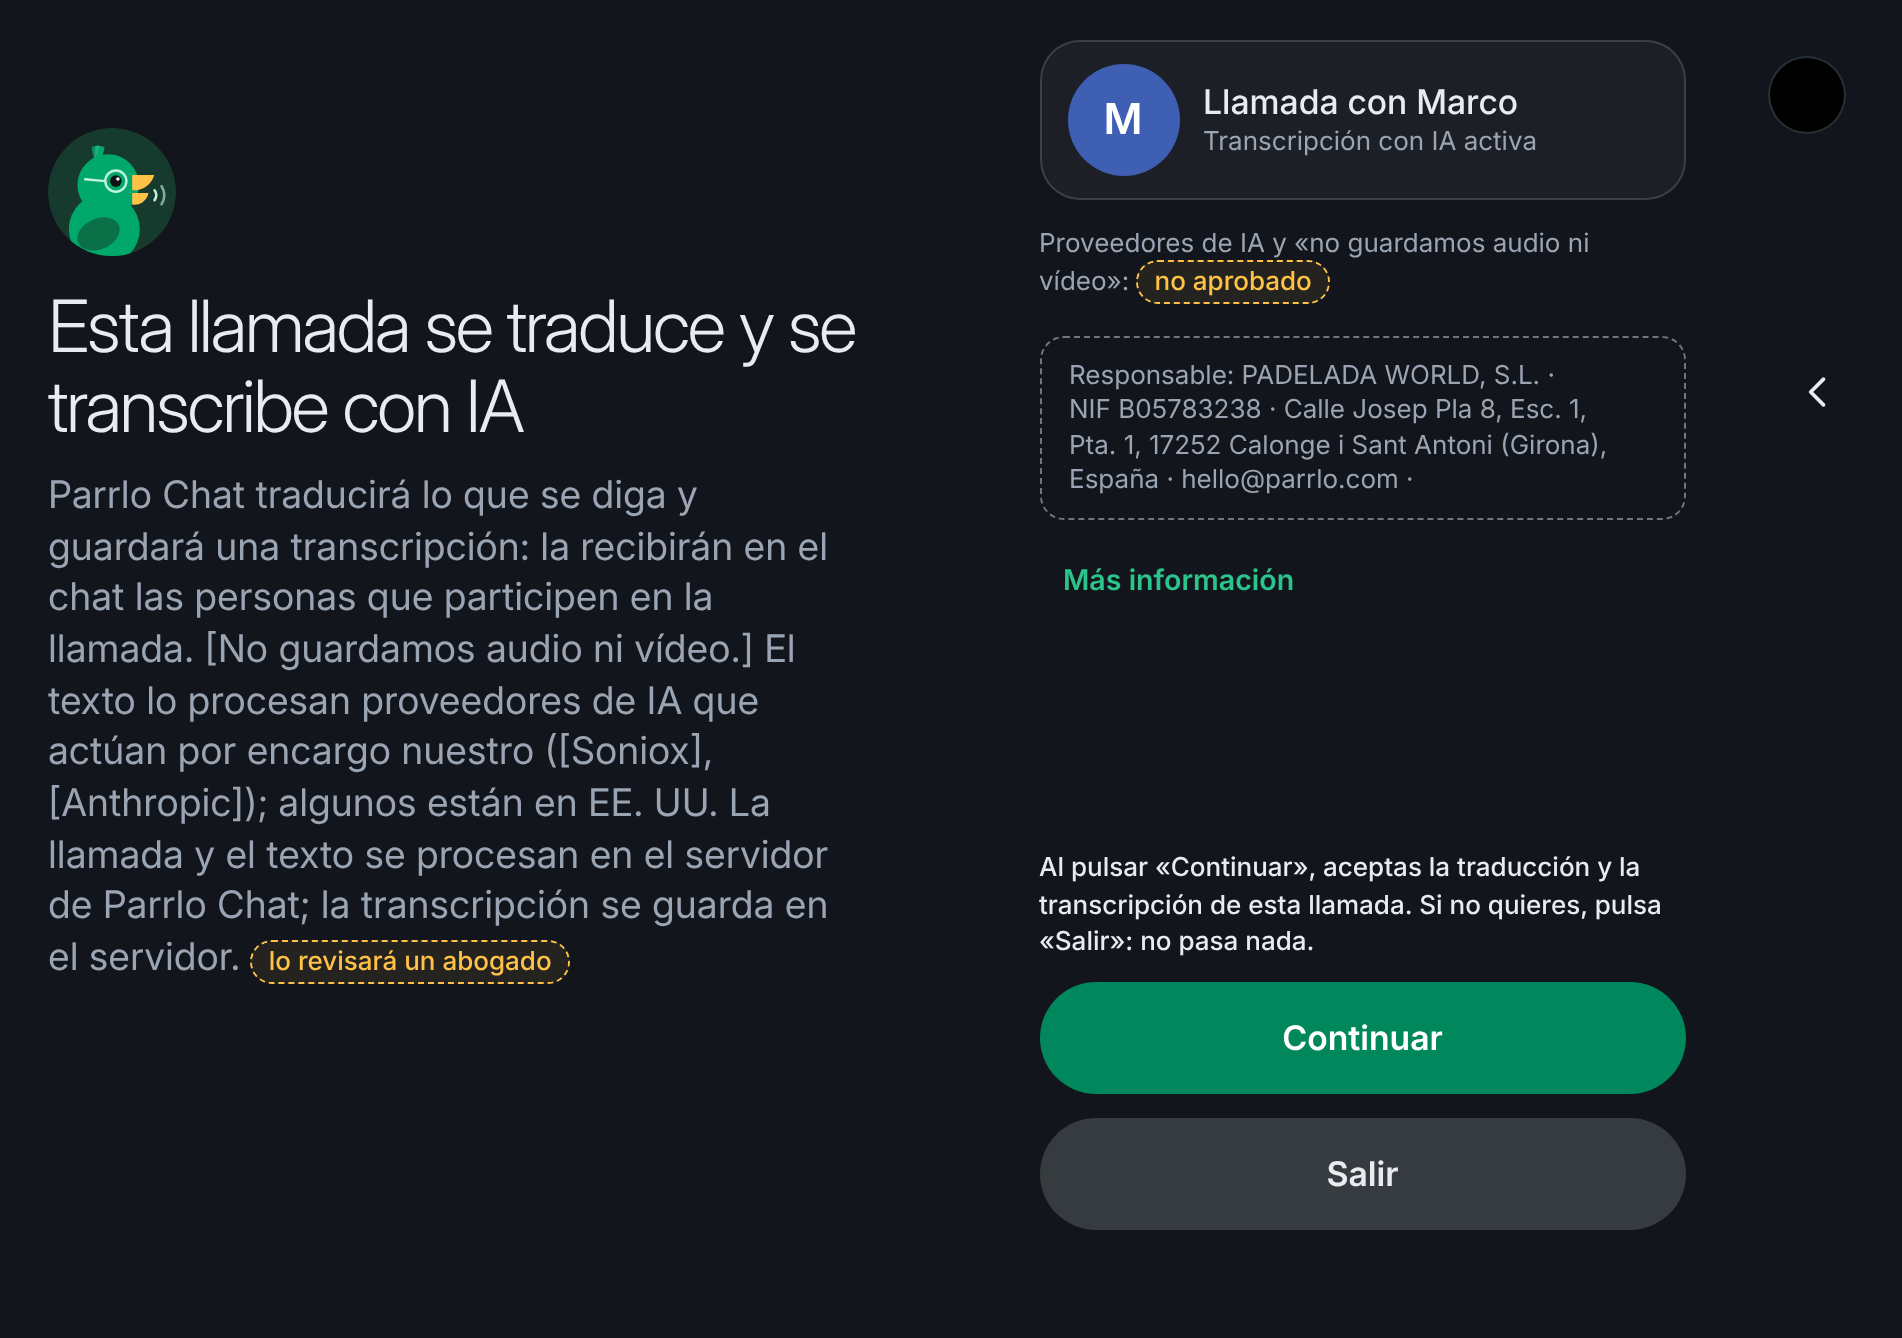 Esta llamada se traduce y se
transcribe con IA
Parrlo Chat traducirá lo que se diga y
guardará una transcripción: la recibirán en el
chat las personas que participen en la
llamada. [No guardamos audio ni vídeo.] El
texto lo procesan proveedores de IA que
actúan por encargo nuestro ([Soniox],
[Anthropic]); algunos están en EE. UU. La
llamada y el texto se procesan en el servidor
de Parrlo Chat; la transcripción se guarda en
el servidor. lo revisará un abogado
M
Llamada con Marco
Transcripción con IA activa
Proveedores de IA y «no guardamos audio ni
vídeo»: no aprobado
Responsable: PADELADA WORLD, S.L. ·
NIF B05783238 · Calle Josep Pla 8, Esc. 1,
Pta. 1, 17252 Calonge i Sant Antoni (Girona),
España · hello@parrlo.com ·
Más información
Al pulsar «Continuar», aceptas la traducción y la
transcripción de esta llamada. Si no quieres, pulsa
«Salir»: no pasa nada.
Continuar
Salir